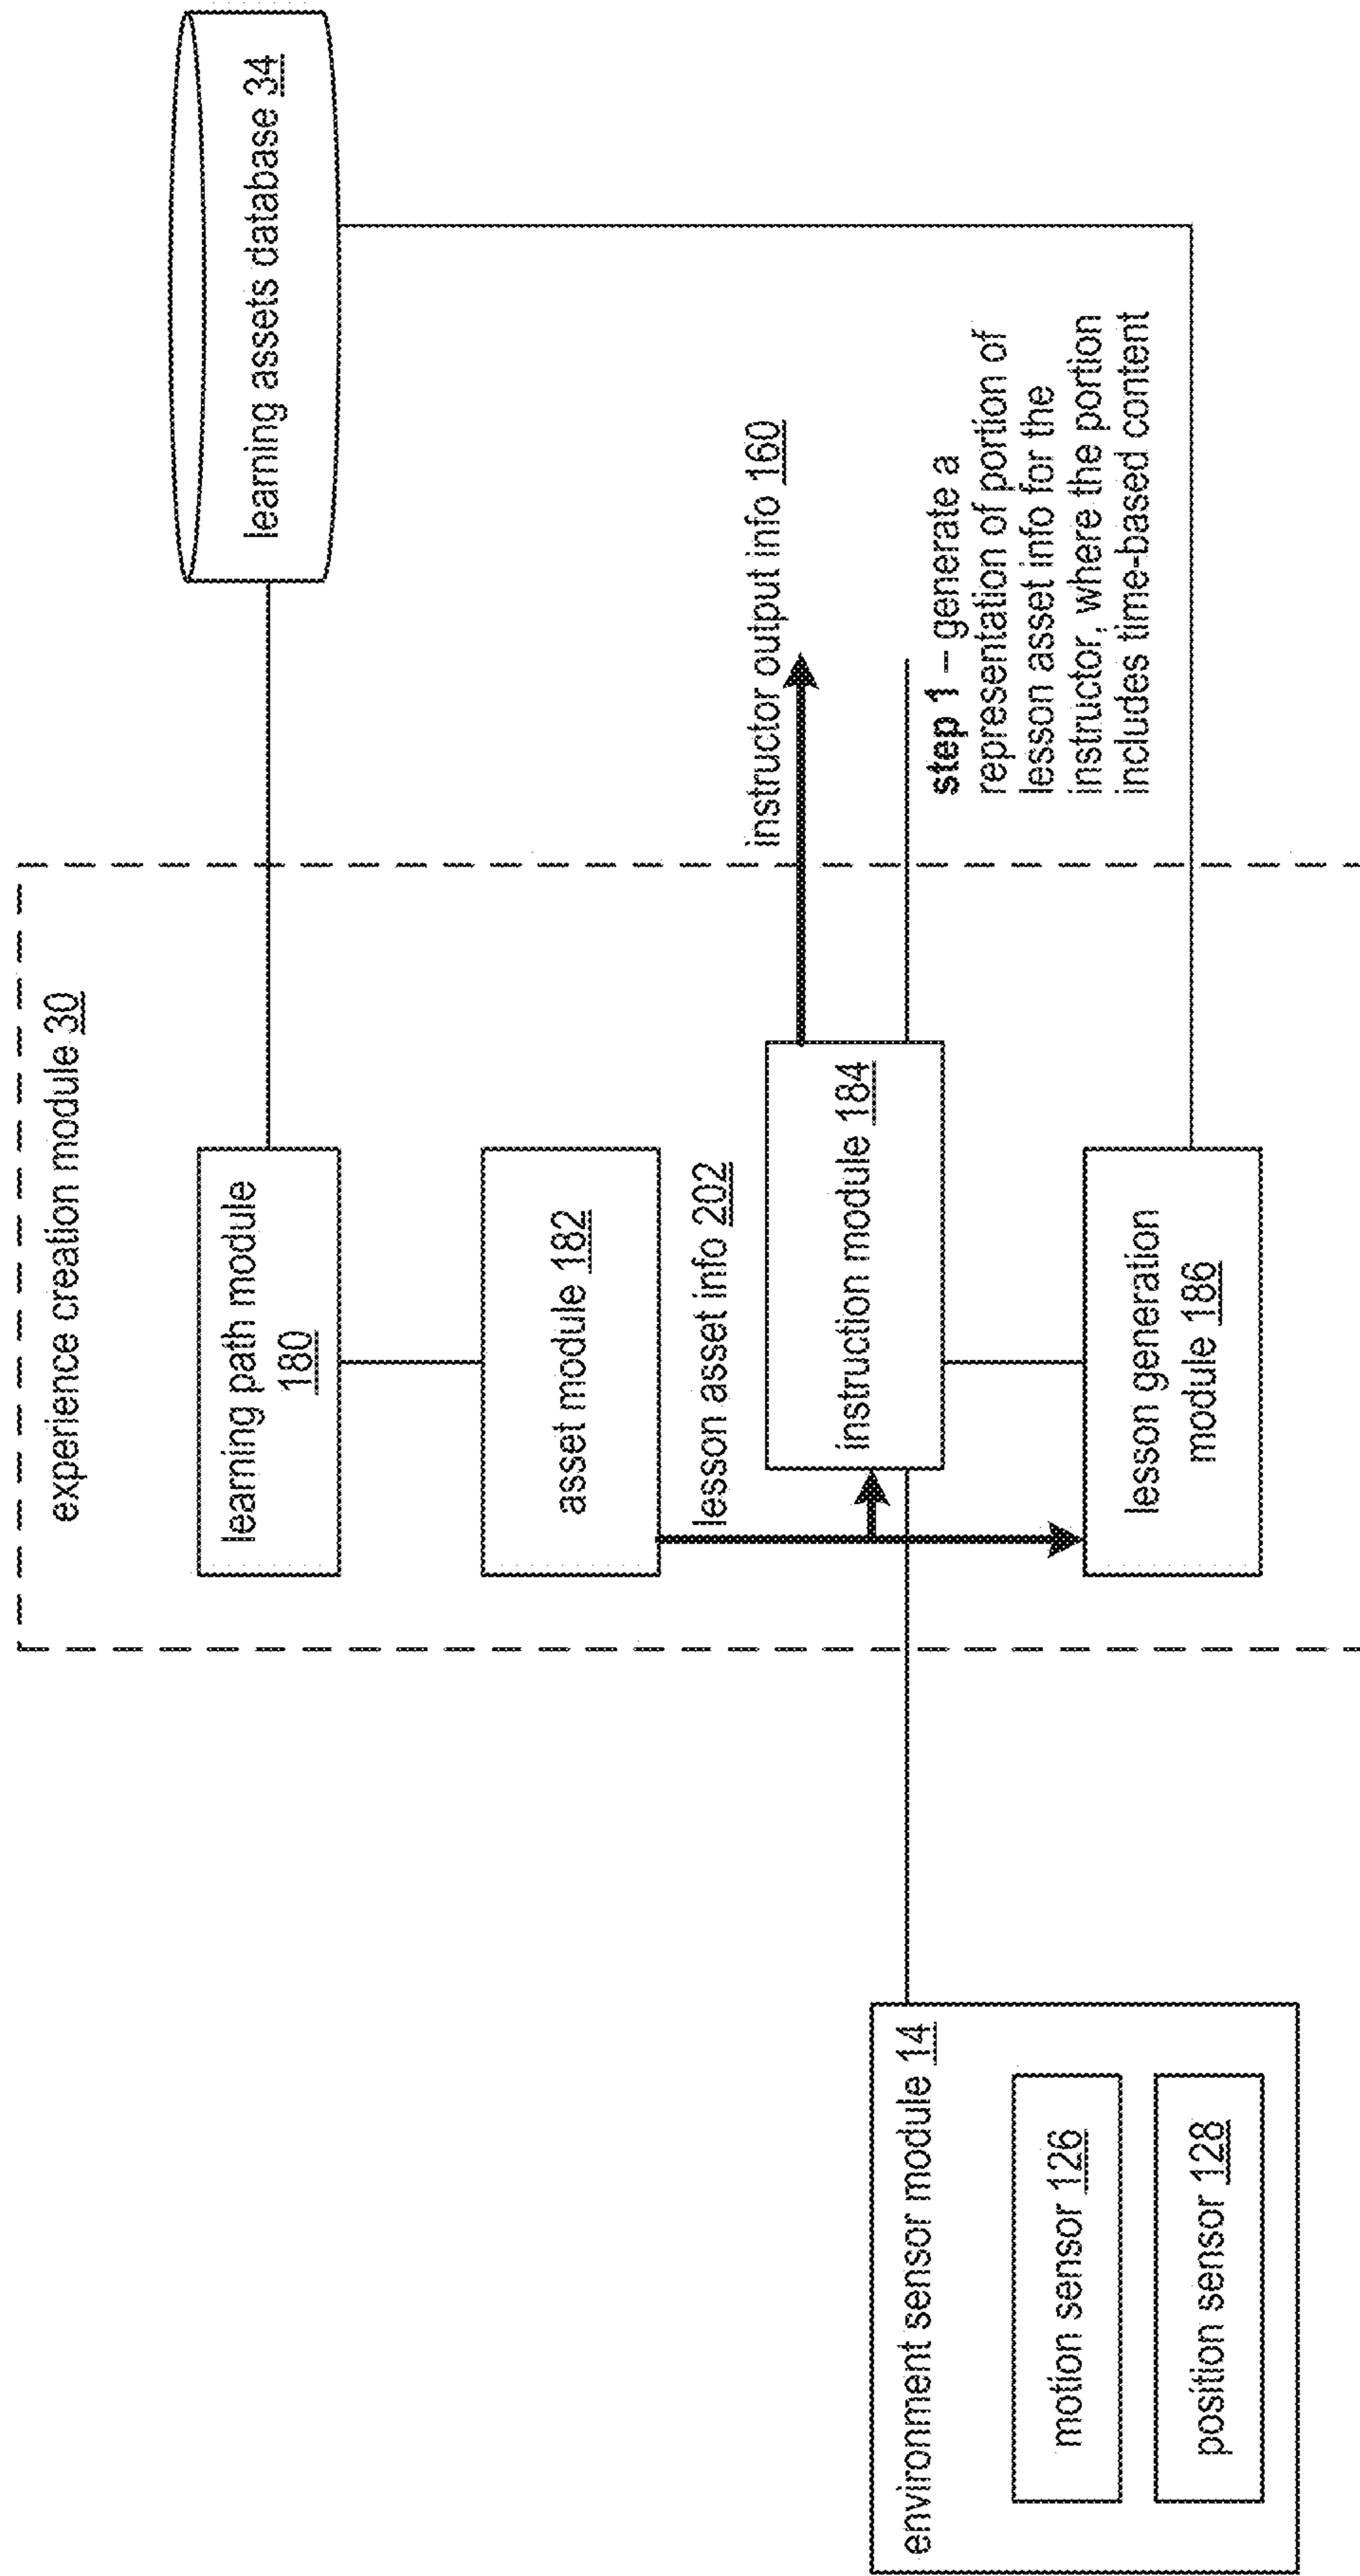 experience creation module 30
learning path module
180
learning assets database 34
asset module 182
lesson asset info 202
instructor output info 160
instruction module 184
step 1 – generate a
representation of portion of
lesson asset info for the
instructor, where the portion
includes time-based content
environment sensor module 14
motion sensor 126
position sensor 128
lesson generation
module 186